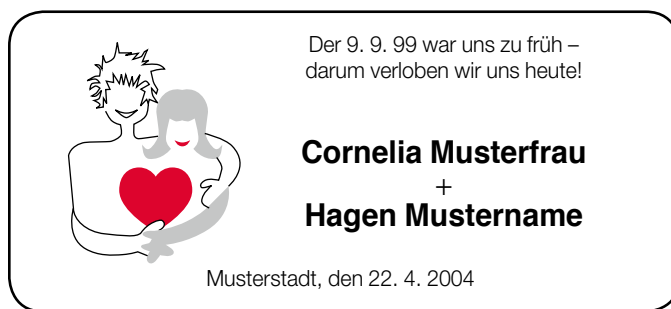 Der 9. 9. 99 war uns zu früh –
darum verloben wir uns heute!
Cornelia Musterfrau
+
Hagen Mustername
Musterstadt, den 22. 4. 2004